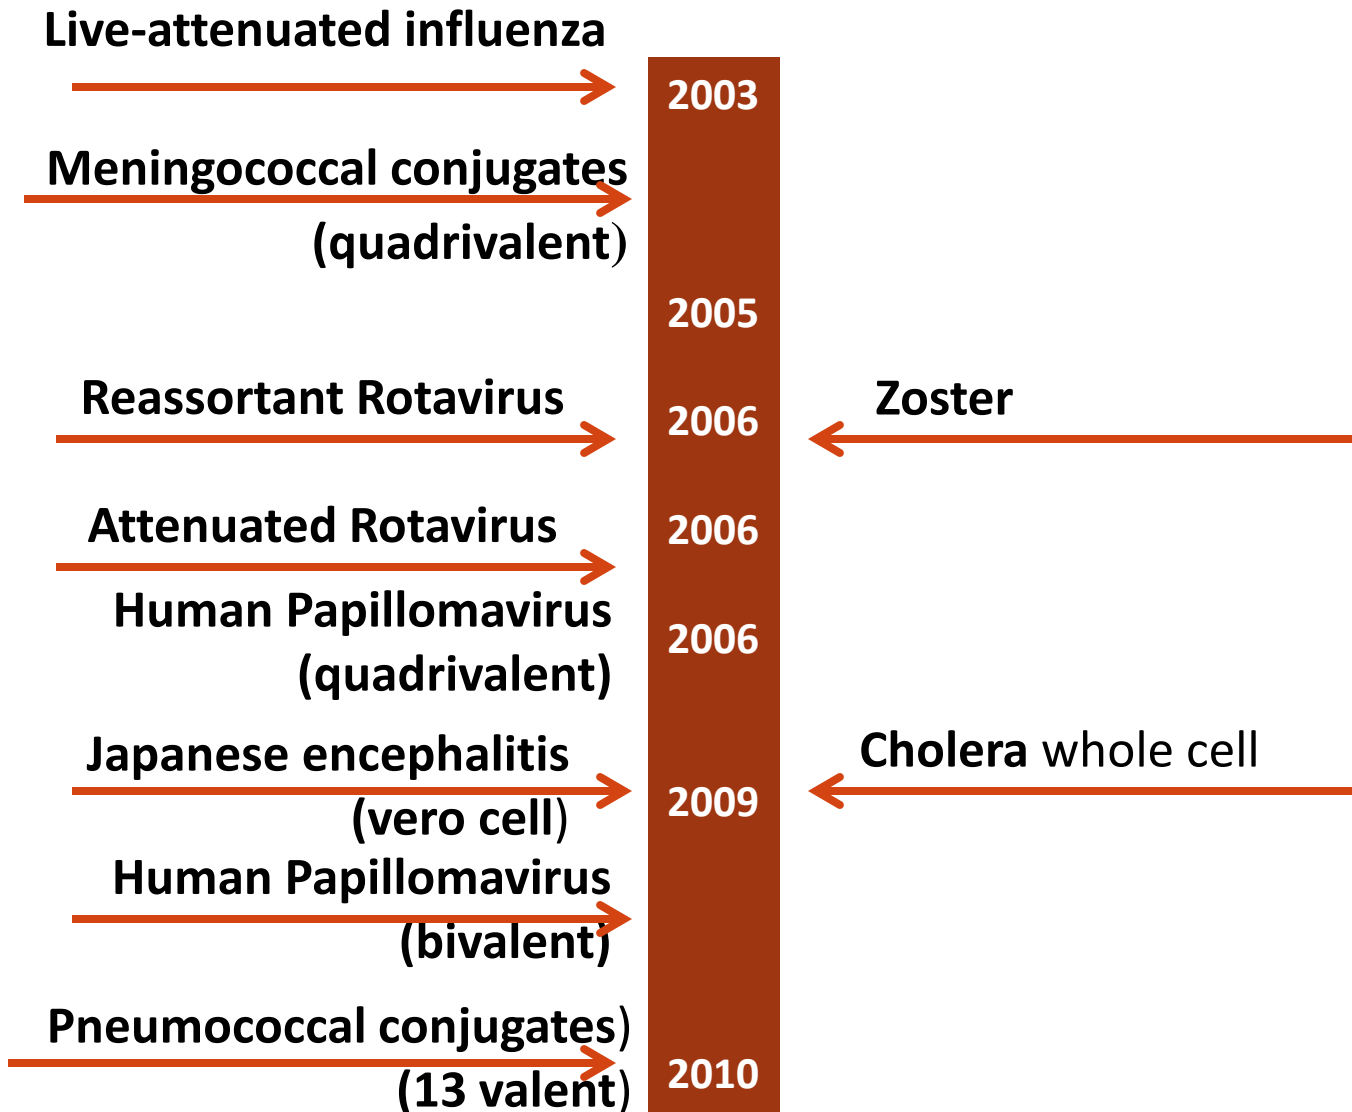 Live-attenuated influenza
2003
Meningococcal conjugates
(quadrivalent)
2005
Reassortant Rotavirus
2006
Zoster
Attenuated Rotavirus
2006
Human Papillomavirus
(quadrivalent)
2006
Japanese encephalitis
(vero cell)
2009
Cholera whole cell
Human Papillomavirus
(bivalent)
Pneumococcal conjugates)
(13 valent)
2010